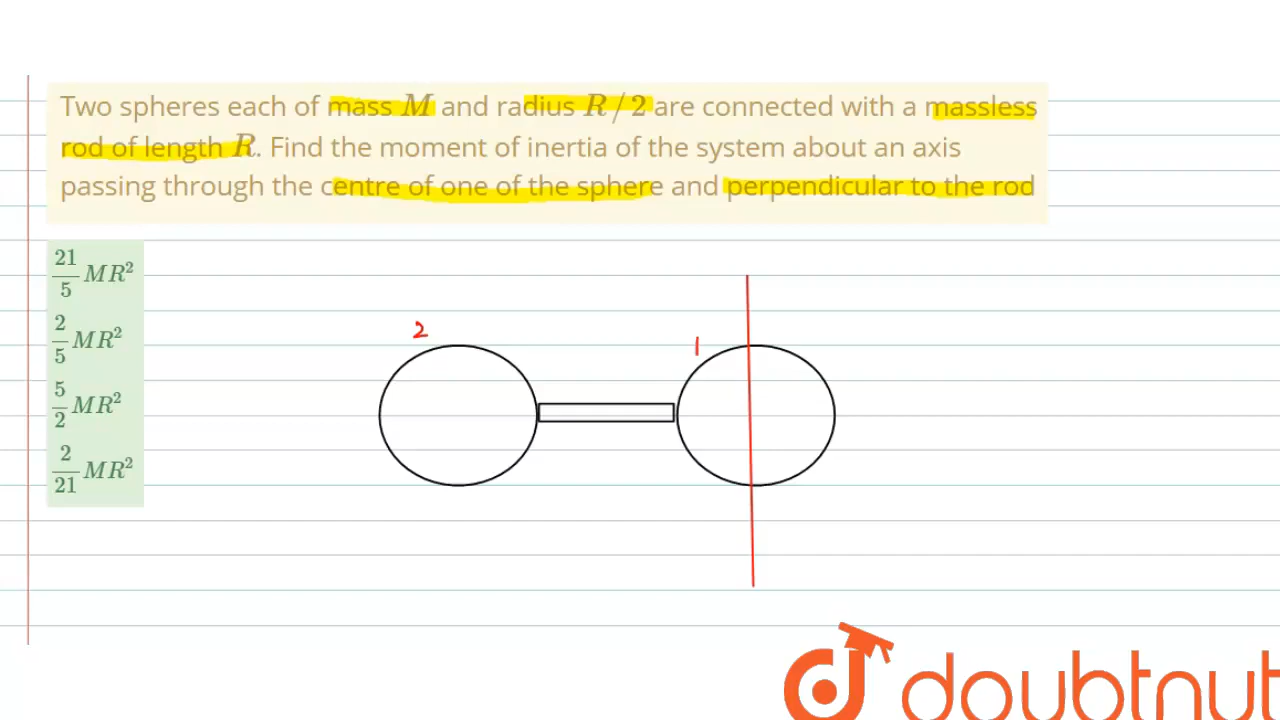 Two spheres each of mass M and radius R/2 are connected with a massless
rod of length R. Find the moment of inertia of the system about an axis
passing through the centre of one of the sphere and perpendicular to the rod
21/5 MR²
2/5 MR²
5/2 MR²
2/21 MR²
2
1
doubtnut